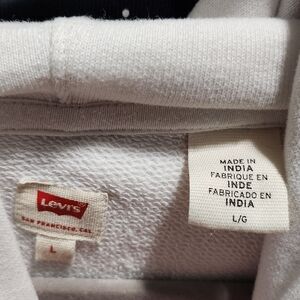 Levi's
SAN FRANCISCO, CAL.
L
MADE IN
INDIA
FABRIQUE EN
INDE
FABRICADO EN
INDIA
L/G